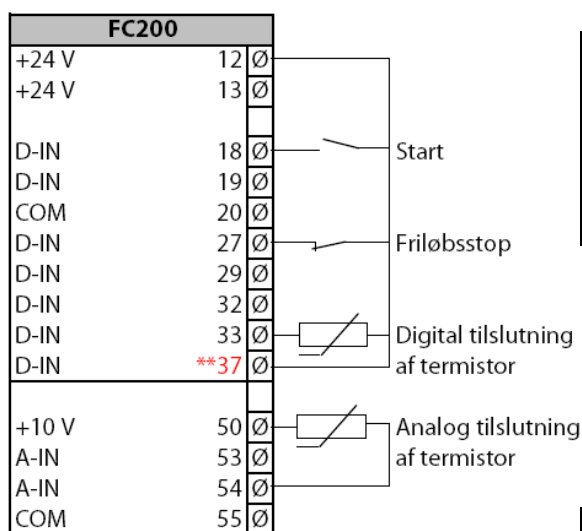 FC200
+24 V 12 Ø
+24 V 13 Ø
D-IN 18 Ø Start
D-IN 19 Ø
COM 20 Ø
D-IN 27 Ø Friløbsstop
D-IN 29 Ø
D-IN 32 Ø
D-IN 33 Ø Digital tilslutning
D-IN **37 Ø af termistor
+10 V 50 Ø Analog tilslutning
A-IN 53 Ø af termistor
A-IN 54 Ø
COM 55 Ø